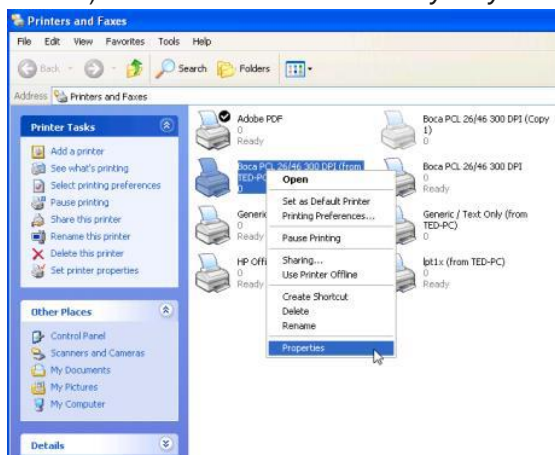 Printers and Faxes
File Edit View Favorites Tools Help
Back Search Folders
Address Printers and Faxes
Printer Tasks
Add a printer
See what's printing
Select printing preferences
Pause printing
Share this printer
Rename this printer
Delete this printer
Set printer properties
Other Places
Control Panel
Scanners and Cameras
My Documents
My Pictures
My Computer
Details
Adobe PDF
0
Ready
Boca PCL 26/46 300 DPI (Copy
1)
0
Boca PCL 26/46 300 DPI (from
TED-PC)
0
Boca PCL 26/46 300 DPI
0
Ready
Generic
0
Ready
Generic / Text Only (from
TED-PC)
0
HP Offi
0
Ready
lpt1x (from TED-PC)
0
Ready
Open
Set as Default Printer
Printing Preferences...
Pause Printing
Sharing...
Use Printer Offline
Create Shortcut
Delete
Rename
Properties